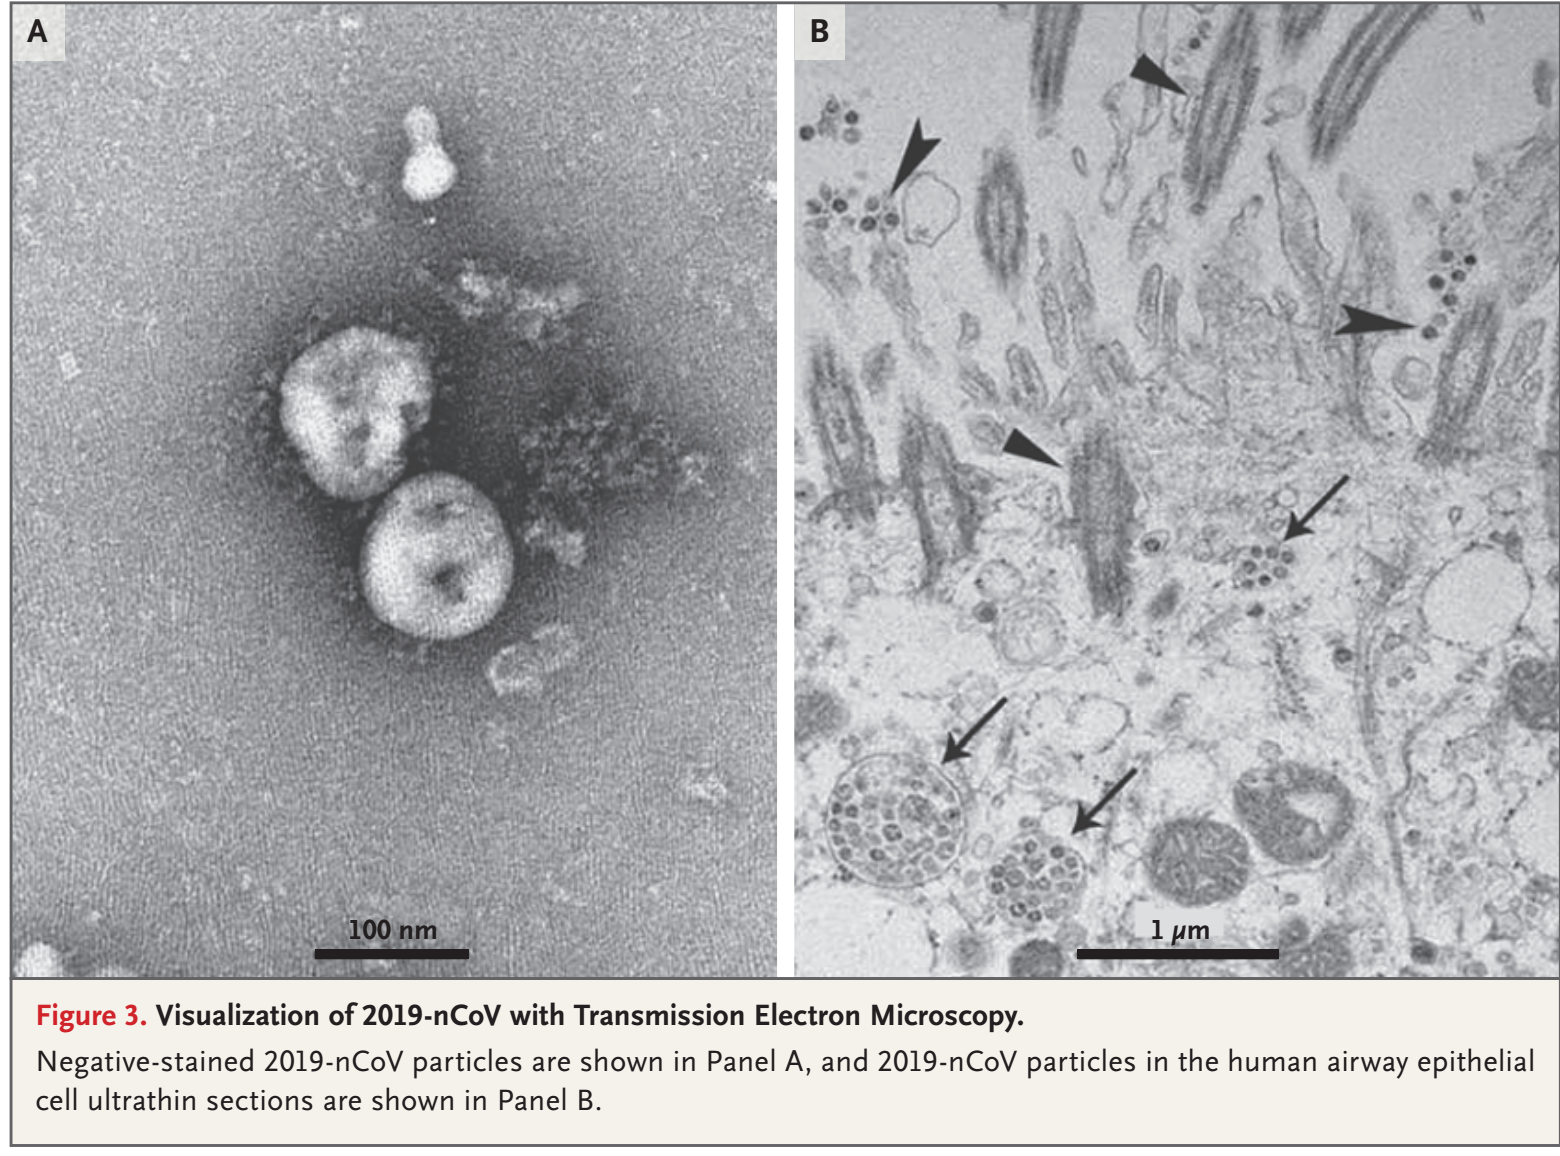 A
B
100 nm
1 µm
Figure 3. Visualization of 2019-nCoV with Transmission Electron Microscopy.
Negative-stained 2019-nCoV particles are shown in Panel A, and 2019-nCoV particles in the human airway epithelial
cell ultrathin sections are shown in Panel B.